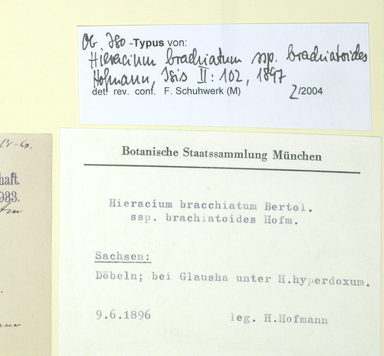 Ob Iso-Typus von:
Hieracium brachiatum ssp. brachiatoides
Hofmann, Isis II: 102, 1897
det. rev. conf. F. Schuhwerk (M) 2/2004
Botanische Staatssammlung München
haft.
933.
Hieracium bracchiatum Bertol.
ssp. brachiatoides Hofm.
Sachsen:
Döbeln; bei Glausha unter H.hyperdoxum.
9.6.1896 leg. H.Hofmann